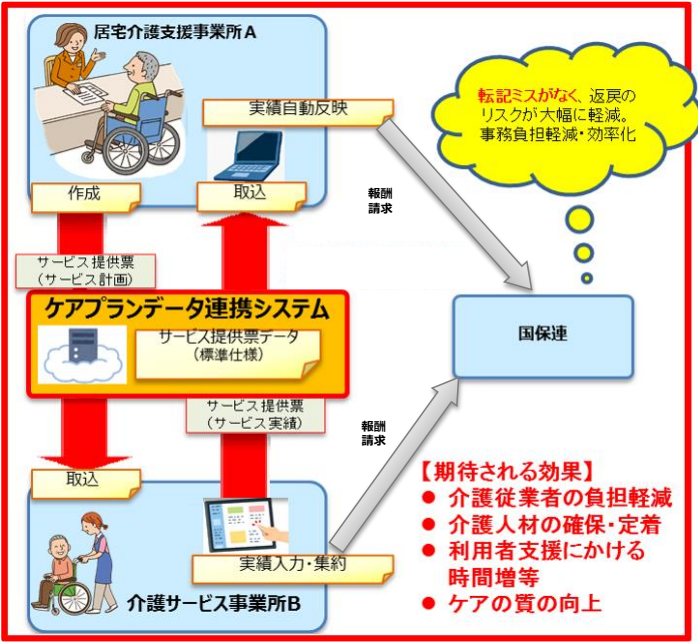 居宅介護支援事業所A
実績自動反映
作成
取込
サービス提供票
(サービス計画)
報酬
請求
転記ミスがなく、返戻の
リスクが大幅に軽減。
事務負担軽減・効率化
ケアプランデータ連携システム
サービス提供票データ
(標準仕様)
国保連
サービス提供票
(サービス実績)
報酬
請求
取込
実績入力・集約
介護サービス事業所B
【期待される効果】
● 介護従業者の負担軽減
● 介護人材の確保・定着
● 利用者支援にかける
時間増等
● ケアの質の向上